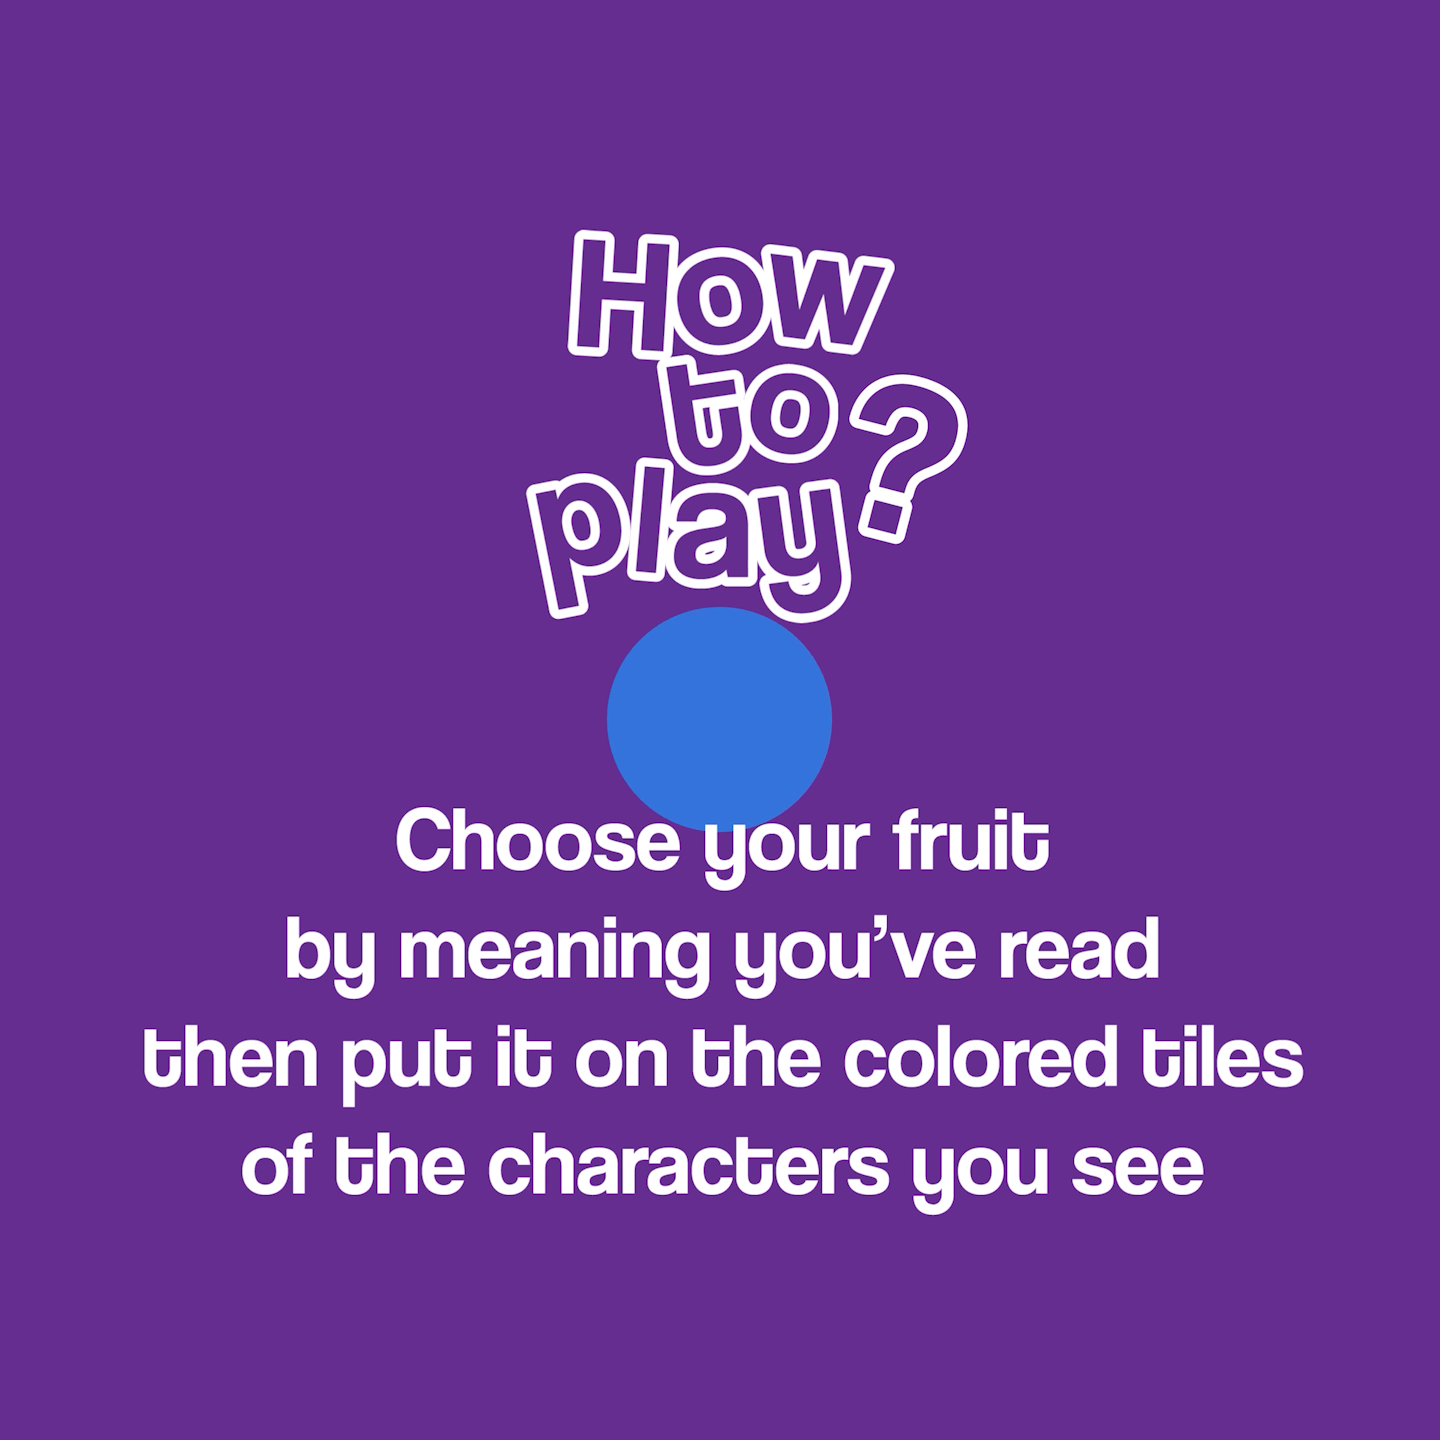 How
to
play?
Choose your fruit
by meaning you’ve read
then put it on the colored tiles
of the characters you see